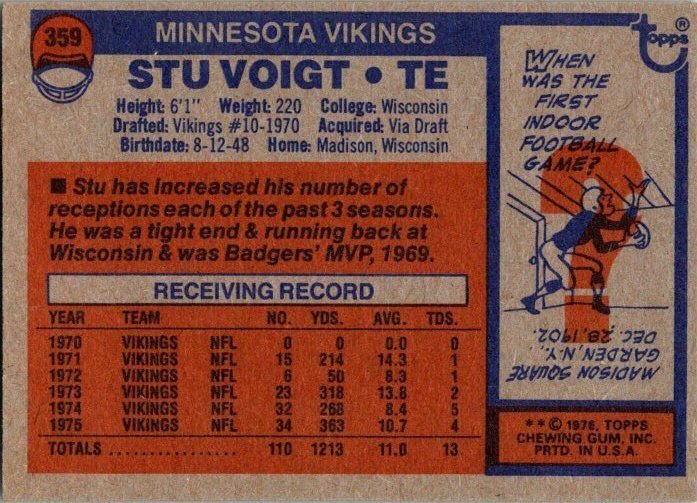 359
MINNESOTA VIKINGS
STU VOIGT • TE
Height: 6'1" Weight: 220 College: Wisconsin
Drafted: Vikings #10-1970 Acquired: Via Draft
Birthdate: 8-12-48 Home: Madison, Wisconsin
■ Stu has increased his number of
receptions each of the past 3 seasons.
He was a tight end & running back at
Wisconsin & was Badgers' MVP, 1969.
RECEIVING RECORD
YEAR TEAM NO. YDS. AVG. TDS.
1970 VIKINGS NFL 0 0 0.0 0
1971 VIKINGS NFL 15 214 14.3 1
1972 VIKINGS NFL 6 50 8.3 1
1973 VIKINGS NFL 23 318 13.8 2
1974 VIKINGS NFL 32 268 8.4 5
1975 VIKINGS NFL 34 363 10.7 4
TOTALS .................. 110 1213 11.0 13
topps®
WHEN
WAS THE
FIRST
INDOOR
FOOTBALL
GAME?
?
MADISON SQUARE
GARDEN N.Y.,
DEC. 28, 1902.
** © 1976, TOPPS
CHEWING GUM, INC.
PRTD. IN U.S.A.